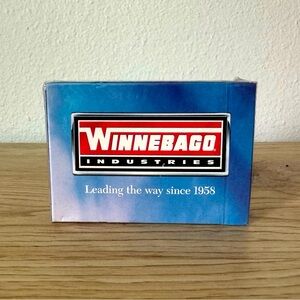 WINNEBAGO
INDUSTRIES
Leading the way since 1958